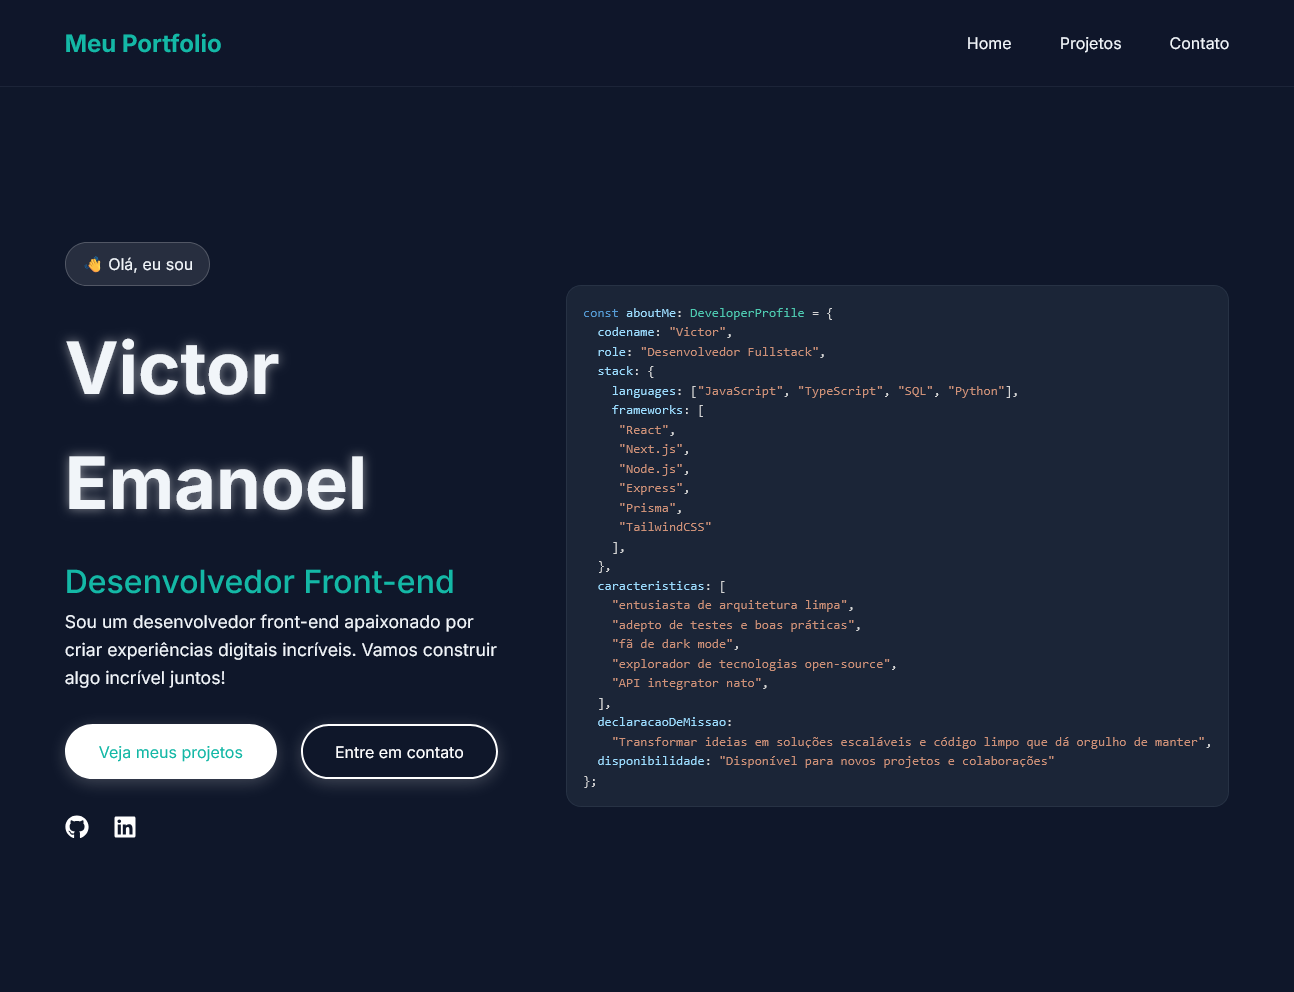 Meu Portfolio
Home
Projetos
Contato
👋 Olá, eu sou
Victor
Emanoel
Desenvolvedor Front-end
Sou um desenvolvedor front-end apaixonado por
criar experiências digitais incríveis. Vamos construir
algo incrível juntos!
Veja meus projetos
Entre em contato
const aboutMe: DeveloperProfile = {
  codename: "Victor",
  role: "Desenvolvedor Fullstack",
  stack: {
    languages: ["JavaScript", "TypeScript", "SQL", "Python"],
    frameworks: [
     "React",
     "Next.js",
     "Node.js",
     "Express",
     "Prisma",
     "TailwindCSS"
    ],
  },
  caracteristicas: [
    "entusiasta de arquitetura limpa",
    "adepto de testes e boas práticas",
    "fã de dark mode",
    "explorador de tecnologias open-source",
    "API integrator nato",
  ],
  declaracaoDeMissao:
    "Transformar ideias em soluções escaláveis e código limpo que dá orgulho de manter",
  disponibilidade: "Disponível para novos projetos e colaborações"
};